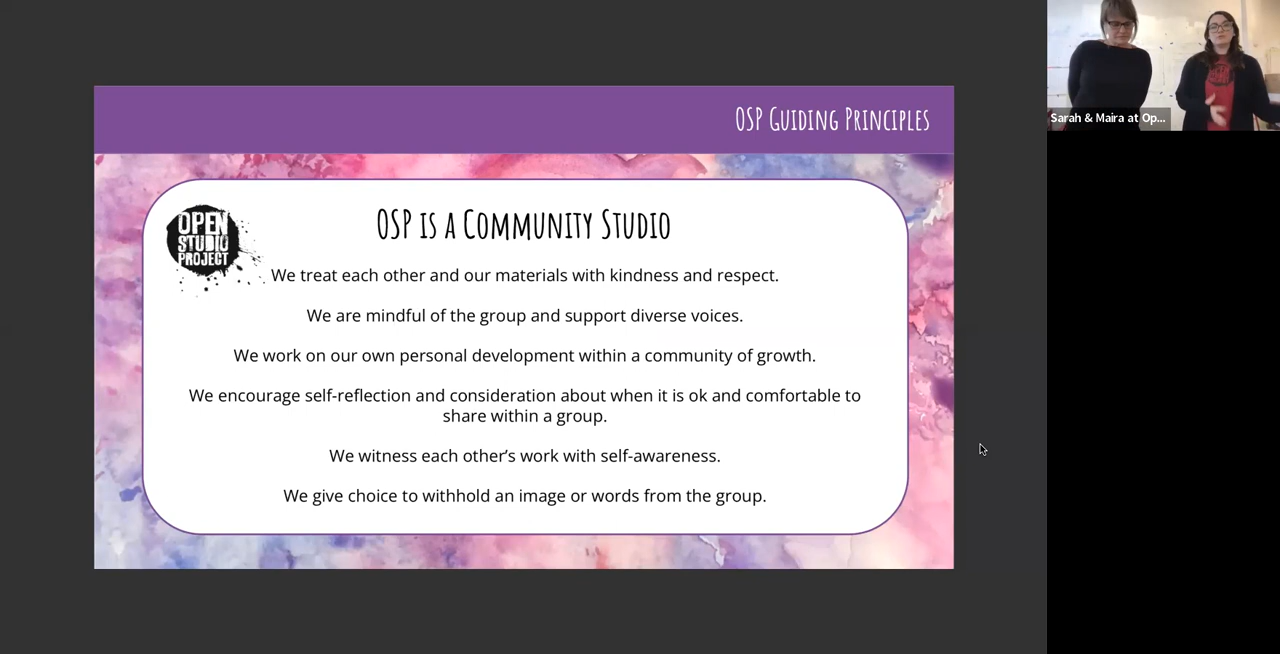 OSP Guiding Principles
OPEN
STUDIO
PROJECT
OSP is a Community Studio
We treat each other and our materials with kindness and respect.
We are mindful of the group and support diverse voices.
We work on our own personal development within a community of growth.
We encourage self-reflection and consideration about when it is ok and comfortable to
share within a group.
We witness each other’s work with self-awareness.
We give choice to withhold an image or words from the group.
Sarah & Maira at Op...